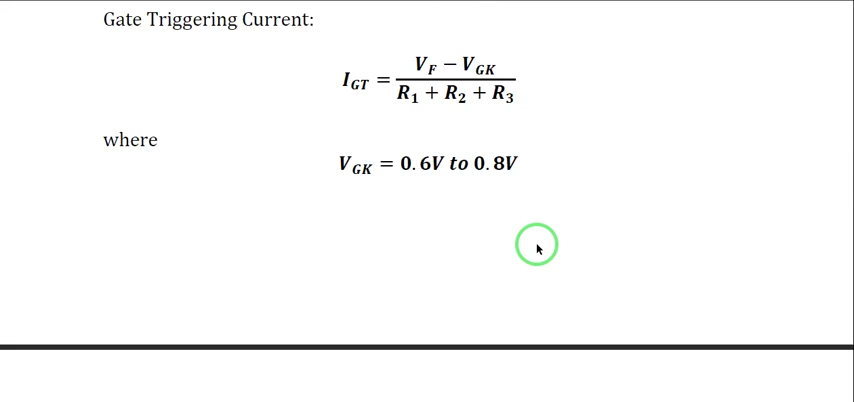 Gate Triggering Current:
I_GT = (V_F − V_GK) / (R_1 + R_2 + R_3)
where
V_GK = 0.6V to 0.8V